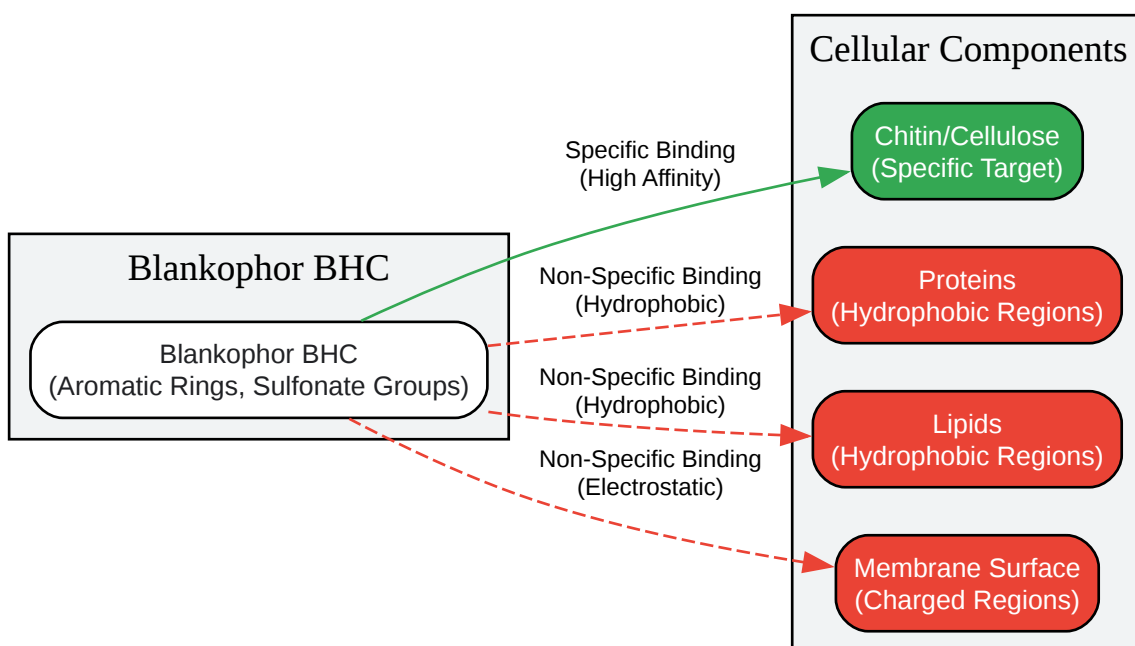 Cellular Components
Chitin/Cellulose
(Specific Target)
Specific Binding
(High Affinity)
Blankophor BHC
Blankophor BHC
(Aromatic Rings, Sulfonate Groups)
Non-Specific Binding
(Hydrophobic)
Proteins
(Hydrophobic Regions)
Non-Specific Binding
(Hydrophobic)
Lipids
(Hydrophobic Regions)
Non-Specific Binding
(Electrostatic)
Membrane Surface
(Charged Regions)